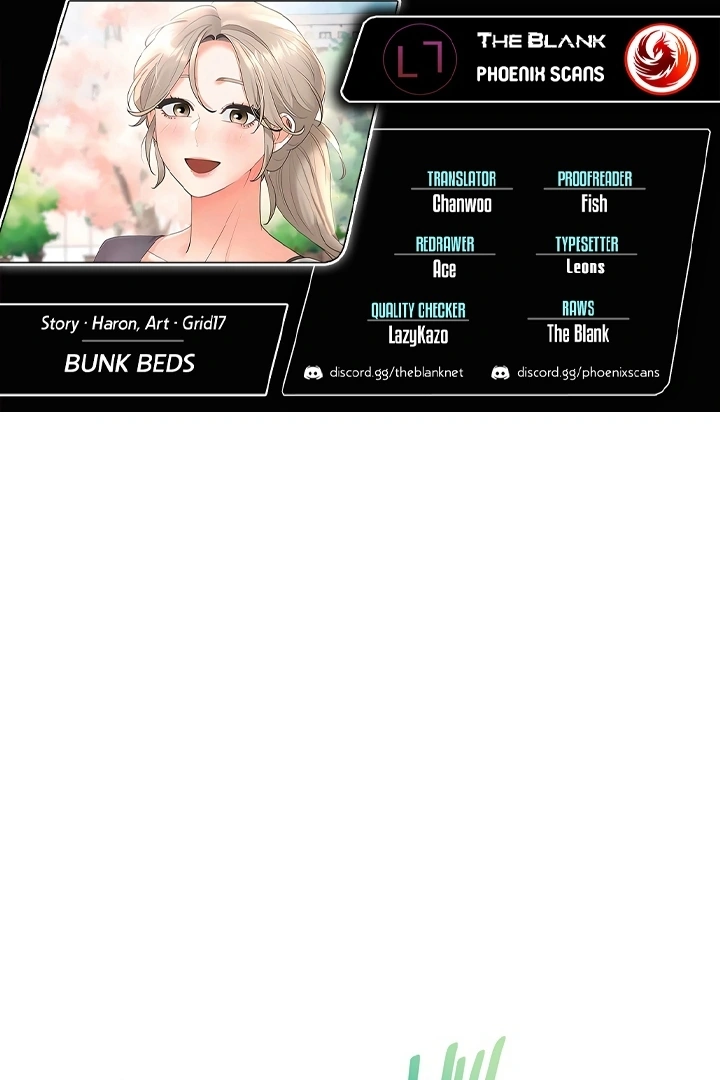 THE BLANK
PHOENIX SCANS
TRANSLATOR
Chanwoo
PROOFREADER
Fish
REDRAWER
Ace
TYPESETTER
Leons
QUALITY CHECKER
LazyKazo
RAWS
The Blank
Story · Haron, Art · Grid17
BUNK BEDS
discord.gg/theblanknet
discord.gg/phoenixscans